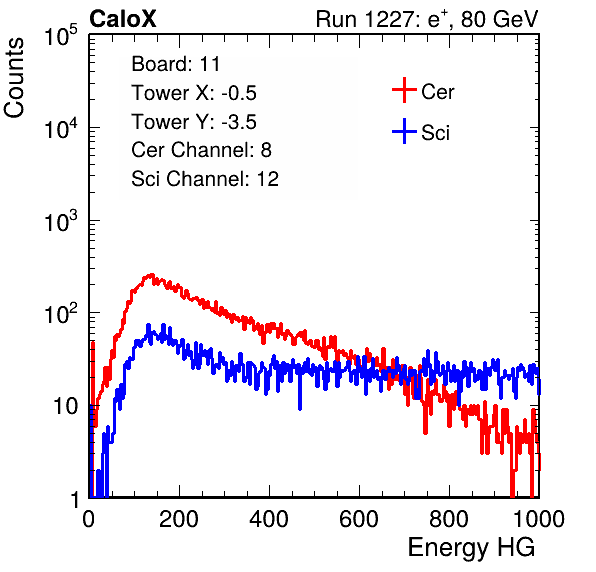 CaloX Run 1227: e⁺, 80 GeV
Counts
10⁵
10⁴
10³
10²
10
1
Board: 11
Tower X: -0.5
Tower Y: -3.5
Cer Channel: 8
Sci Channel: 12
Cer
Sci
0 200 400 600 800 1000
Energy HG